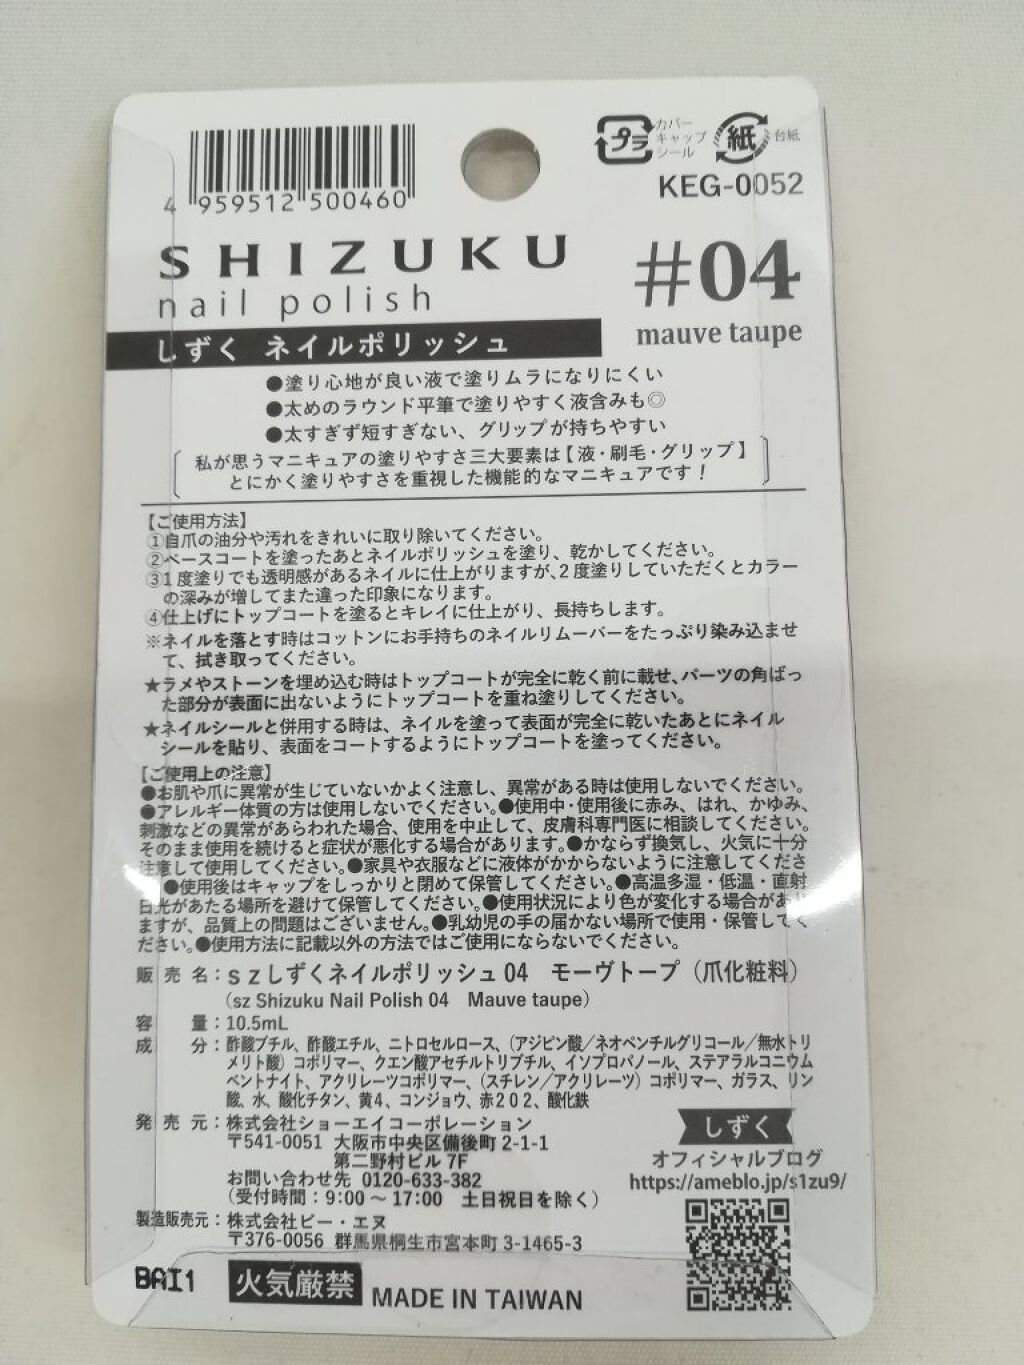 カバー
キャップ
シール
プラ
紙
台紙
4 959512 500460
KEG-0052
SHIZUKU
nail polish
#04
mauve taupe
しずく ネイルポリッシュ
●塗り心地が良い液で塗りムラになりにくい
●太めのラウンド平筆で塗りやすく液含みも◎
●太すぎず短すぎない、グリップが持ちやすい
私が思うマニキュアの塗りやすさ三大要素は【液・刷毛・グリップ】
とにかく塗りやすさを重視した機能的なマニキュアです！
【ご使用方法】
①自爪の油分や汚れをきれいに取り除いてください。
②ベースコートを塗ったあとネイルポリッシュを塗り、乾かしてください。
③1度塗りでも透明感があるネイルに仕上がりますが、2度塗りしていただくとカラー
の深みが増してまた違った印象になります。
④仕上げにトップコートを塗るとキレイに仕上がり、長持ちします。
※ネイルを落とす時はコットンにお手持ちのネイルリムーバーをたっぷり染み込ませ
て、拭き取ってください。
★ラメやストーンを埋め込む時はトップコートが完全に乾く前に載せ、パーツの角ばっ
た部分が表面に出ないようにトップコートを重ね塗りしてください。
★ネイルシールと併用する時は、ネイルを塗って表面が完全に乾いたあとにネイル
シールを貼り、表面をコートするようにトップコートを塗ってください。
【ご使用上の注意】
●お肌や爪に異常が生じていないかよく注意し、異常がある時は使用しないでください。
●アレルギー体質の方は使用しないでください。●使用中・使用後に赤み、はれ、かゆみ、
刺激などの異常があらわれた場合、使用を中止して、皮膚科専門医に相談してください。
そのまま使用を続けると症状が悪化する場合があります。●かならず換気し、火気に十分
注意して使用してください。●家具や衣服などに液体がかからないように注意してくださ
●使用後はキャップをしっかりと閉めて保管してください。●高温多湿・低温・直射
日光があたる場所を避けて保管してください。●使用状況により色が変化する場合があり
ますが、品質上の問題はございません。●乳幼児の手の届かない場所で使用・保管してく
ださい。●使用方法に記載以外の方法ではご使用にならないでください。
販売名：ｓｚしずくネイルポリッシュ04　モーヴトープ（爪化粧料）
（sz Shizuku Nail Polish 04　Mauve taupe）
容量：10.5mL
成分：酢酸ブチル、酢酸エチル、ニトロセルロース、（アジピン酸／ネオペンチルグリコール／無水トリ
メリト酸）コポリマー、クエン酸アセチルトリブチル、イソプロパノール、ステアラルコニウム
ベントナイト、アクリレーツコポリマー、（スチレン／アクリレーツ）コポリマー、ガラス、リン
酸、水、酸化チタン、黄4、コンジョウ、赤２０２、酸化鉄
発売元：株式会社ショーエイコーポレーション
〒541-0051 大阪市中央区備後町 2-1-1
第二野村ビル 7F
お問い合わせ先 0120-633-382
（受付時間：9:00～17:00　土日祝日を除く）
製造販売元：株式会社ビー・エヌ
〒376-0056 群馬県桐生市宮本町 3-1465-3
しずく
オフィシャルブログ
https://ameblo.jp/s1zu9/
BAI1
火気厳禁
MADE IN TAIWAN